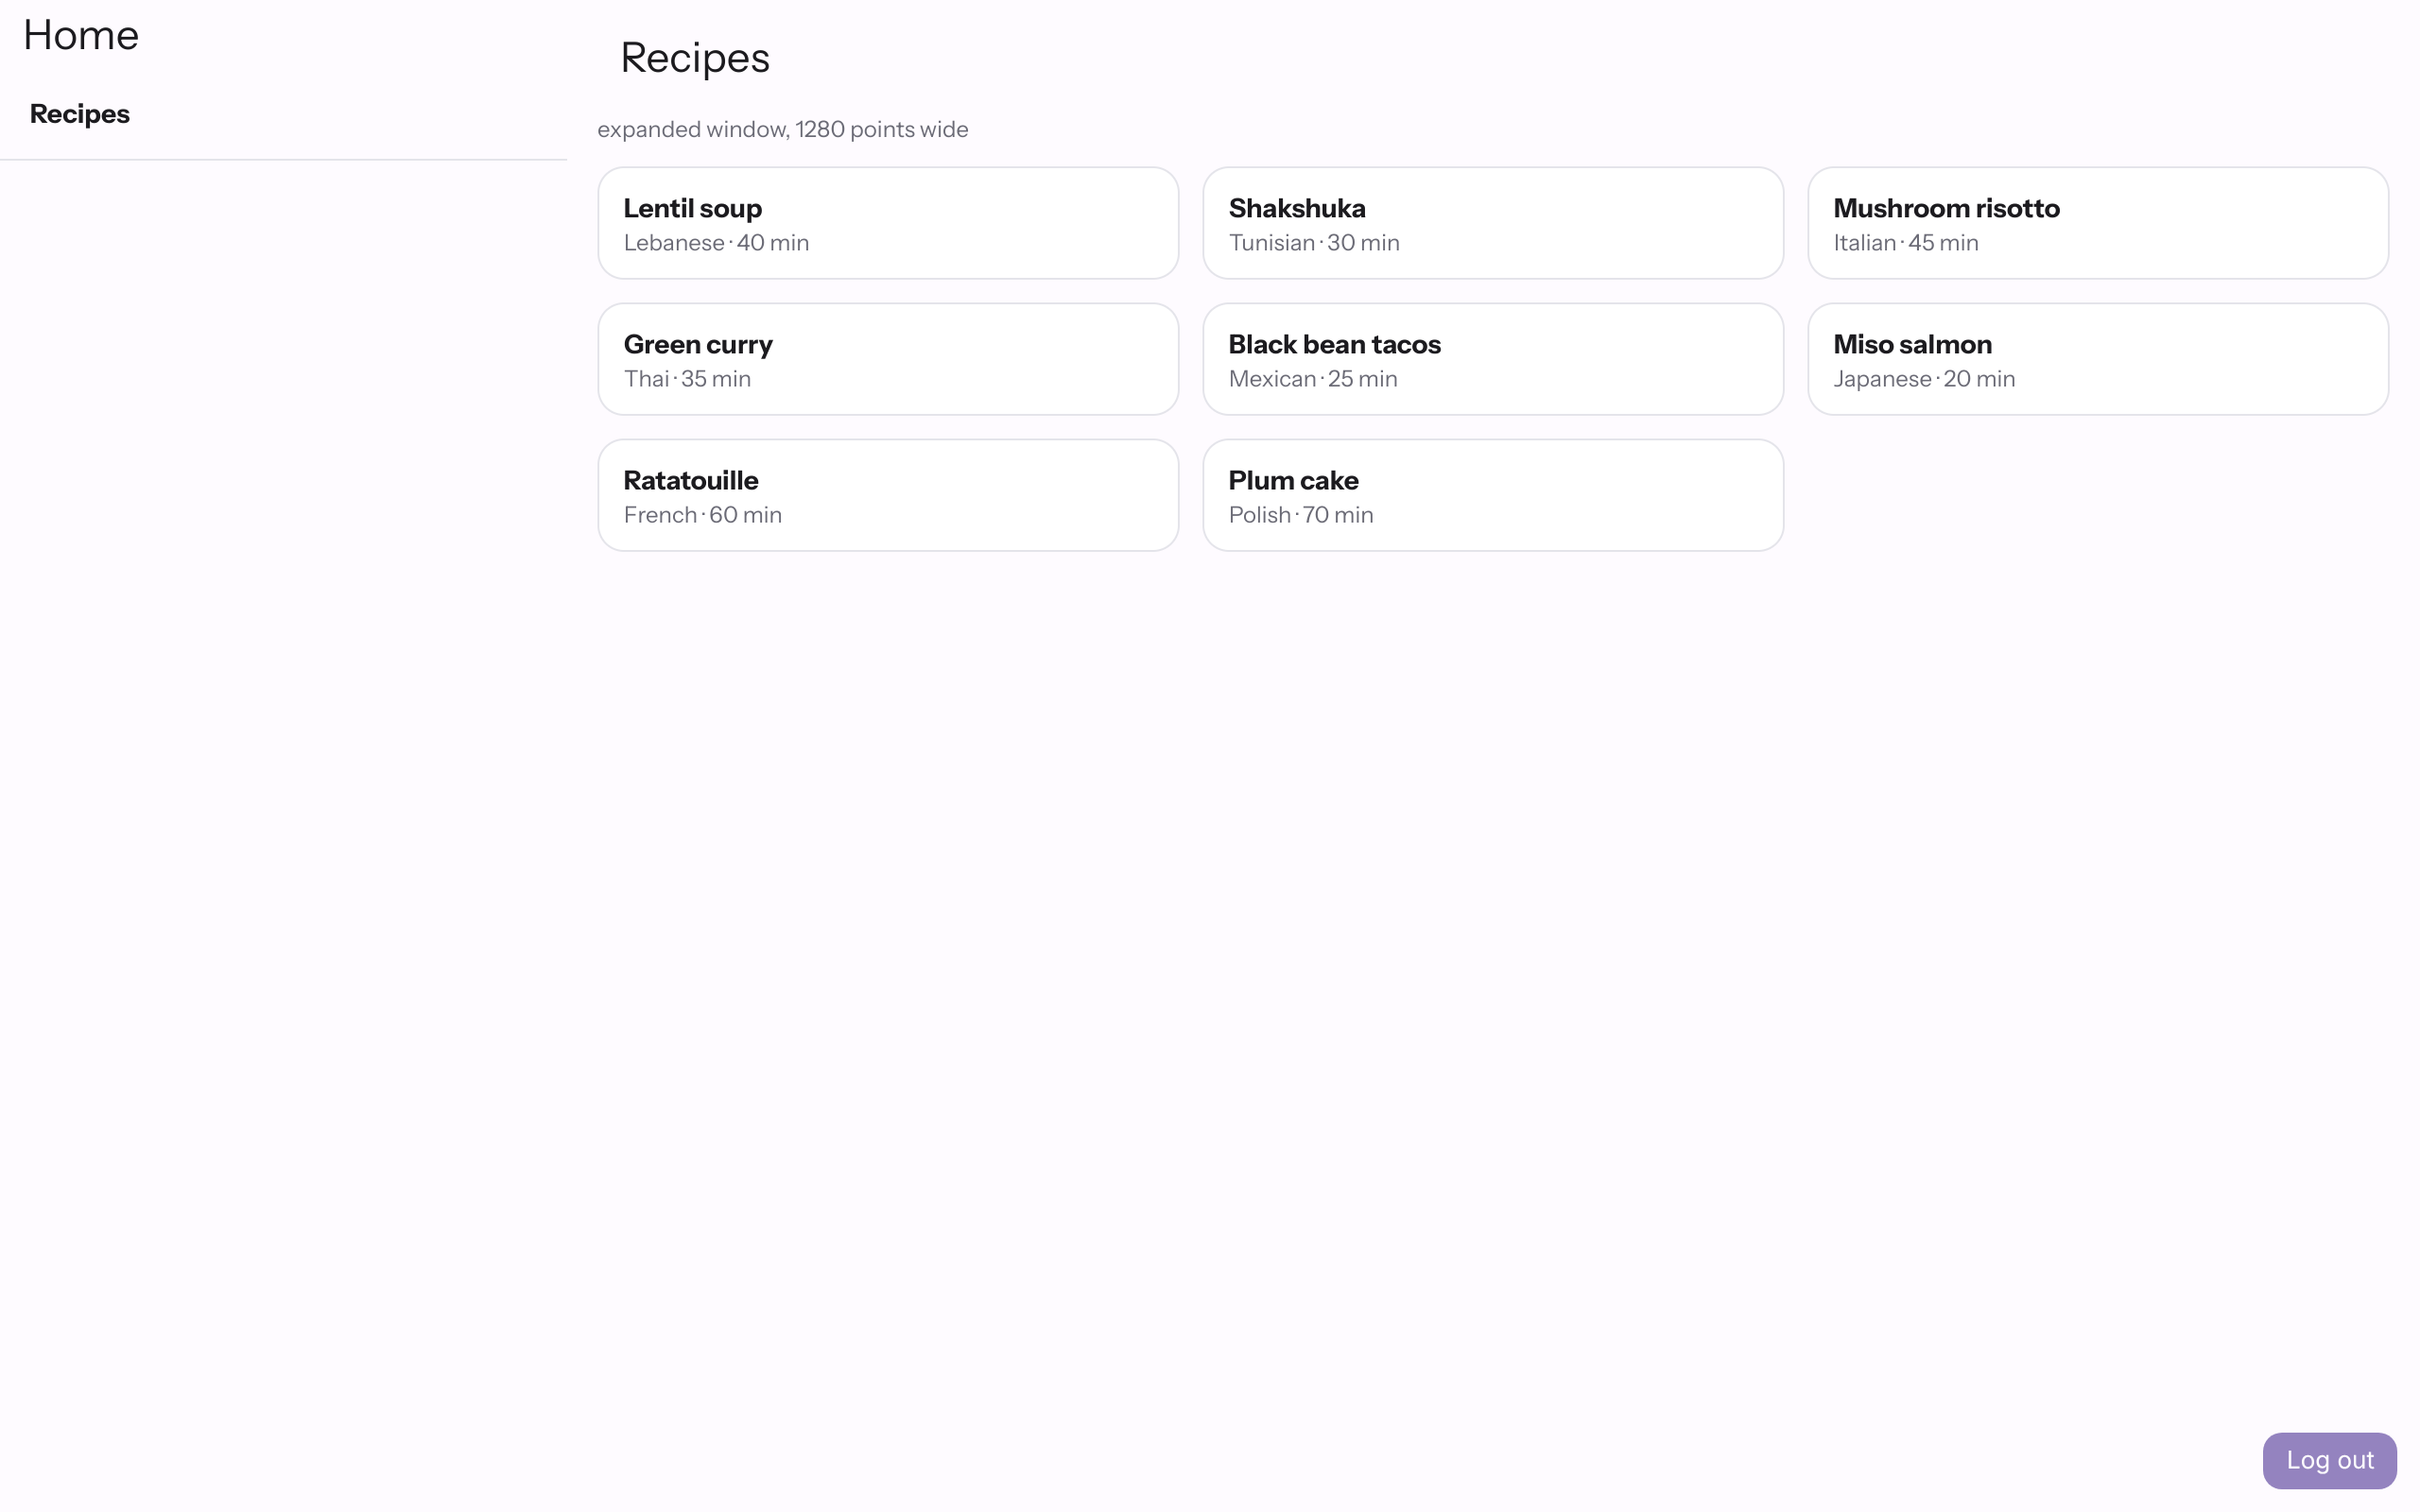 Home
Recipes
Recipes
expanded window, 1280 points wide
Lentil soup
Lebanese · 40 min
Shakshuka
Tunisian · 30 min
Mushroom risotto
Italian · 45 min
Green curry
Thai · 35 min
Black bean tacos
Mexican · 25 min
Miso salmon
Japanese · 20 min
Ratatouille
French · 60 min
Plum cake
Polish · 70 min
Log out